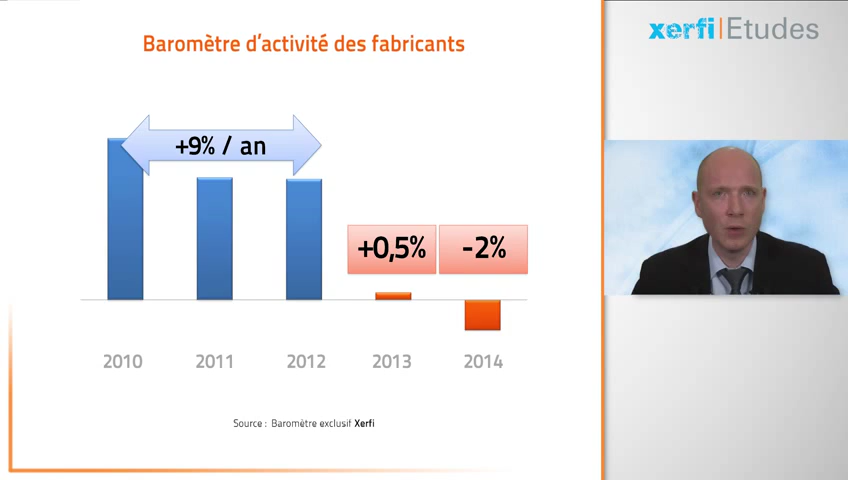 Baromètre d'activité des fabricants
xerfi|Etudes
+9% / an
+0,5%
-2%
2010
2011
2012
2013
2014
Source : Baromètre exclusif Xerfi